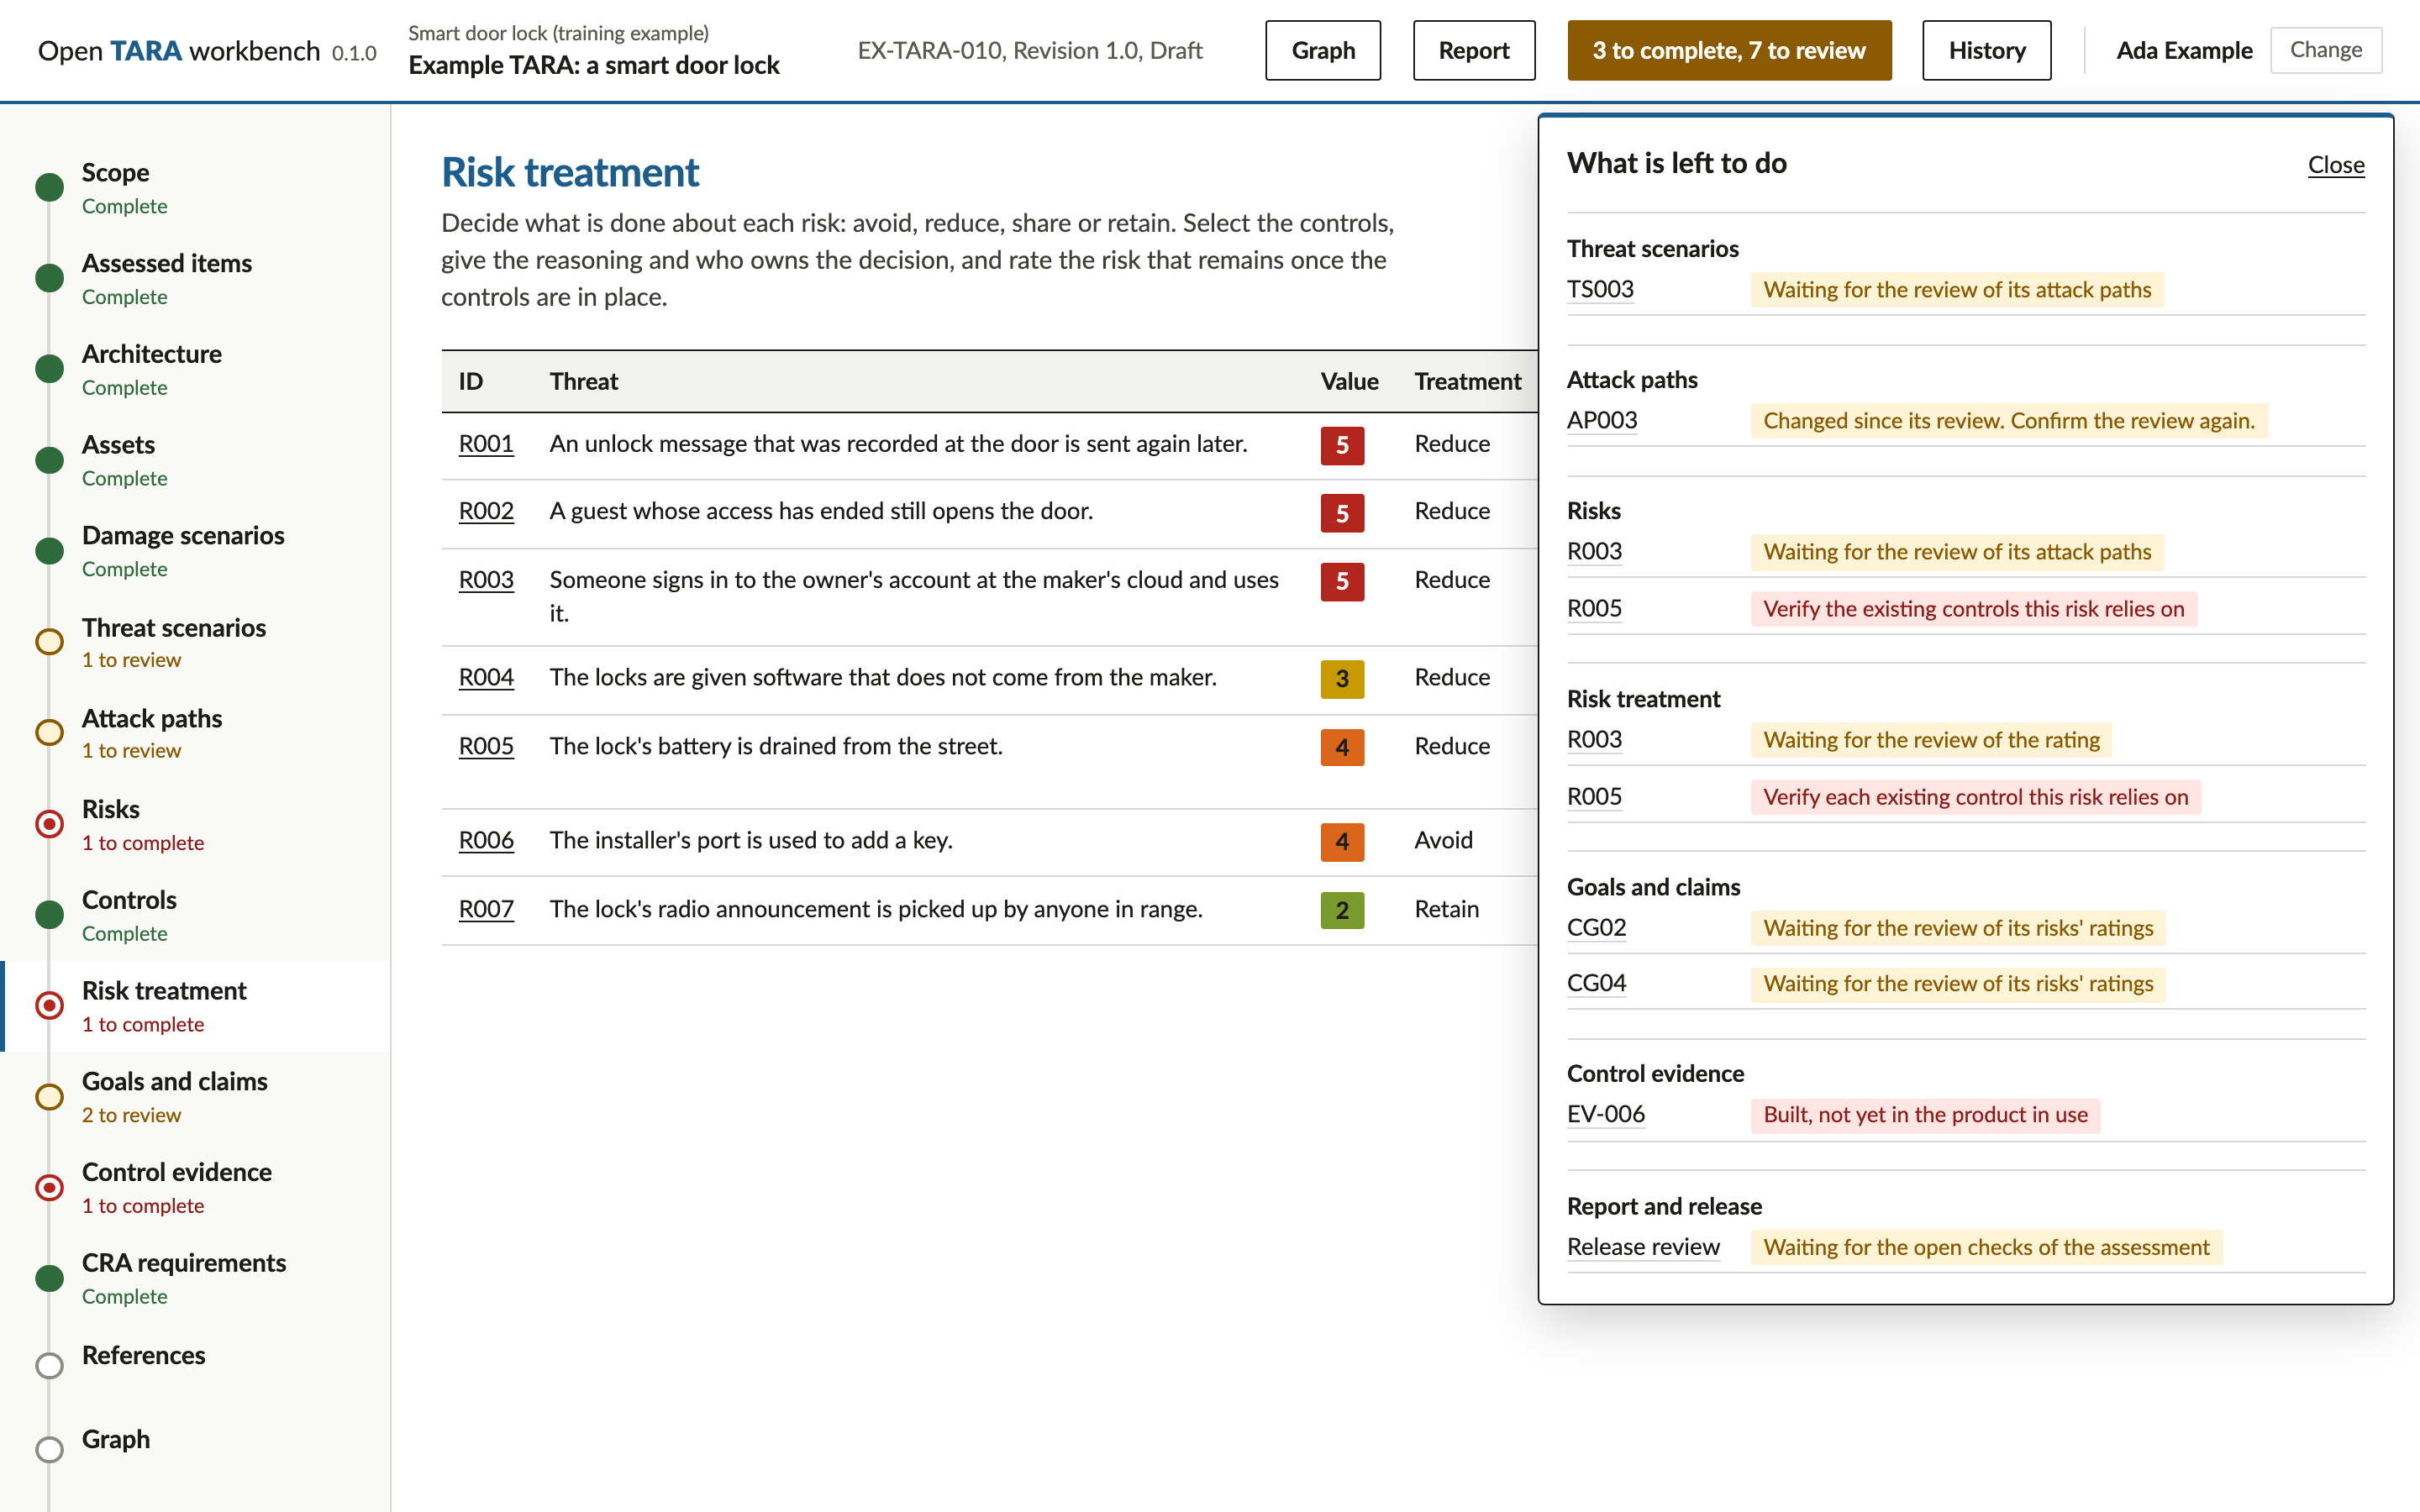 Open TARA workbench 0.1.0
Smart door lock (training example)
Example TARA: a smart door lock
EX-TARA-010, Revision 1.0, Draft
Graph
Report
3 to complete, 7 to review
History
Ada Example
Change
Scope
Complete
Assessed items
Complete
Architecture
Complete
Assets
Complete
Damage scenarios
Complete
Threat scenarios
1 to review
Attack paths
1 to review
Risks
1 to complete
Controls
Complete
Risk treatment
1 to complete
Goals and claims
2 to review
Control evidence
1 to complete
CRA requirements
Complete
References
Graph
Risk treatment
Decide what is done about each risk: avoid, reduce, share or retain. Select the controls,
give the reasoning and who owns the decision, and rate the risk that remains once the
controls are in place.
ID Threat Value Treatment
R001 An unlock message that was recorded at the door is sent again later. 5 Reduce
R002 A guest whose access has ended still opens the door. 5 Reduce
R003 Someone signs in to the owner's account at the maker's cloud and uses 5 Reduce
it.
R004 The locks are given software that does not come from the maker. 3 Reduce
R005 The lock's battery is drained from the street. 4 Reduce
R006 The installer's port is used to add a key. 4 Avoid
R007 The lock's radio announcement is picked up by anyone in range. 2 Retain
What is left to do
Close
Threat scenarios
TS003 Waiting for the review of its attack paths
Attack paths
AP003 Changed since its review. Confirm the review again.
Risks
R003 Waiting for the review of its attack paths
R005 Verify the existing controls this risk relies on
Risk treatment
R003 Waiting for the review of the rating
R005 Verify each existing control this risk relies on
Goals and claims
CG02 Waiting for the review of its risks' ratings
CG04 Waiting for the review of its risks' ratings
Control evidence
EV-006 Built, not yet in the product in use
Report and release
Release review Waiting for the open checks of the assessment